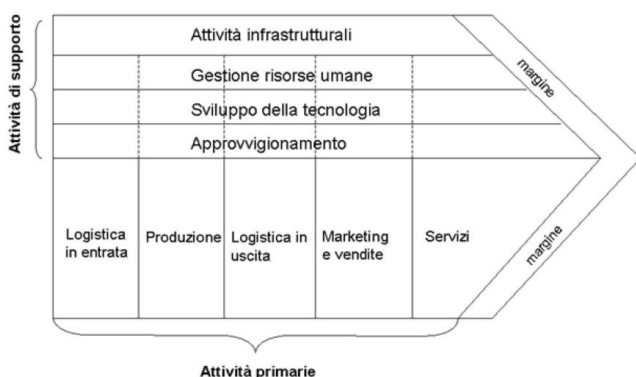 Attività di supporto
Attività infrastrutturali
Gestione risorse umane
Sviluppo della tecnologia
Approvvigionamento
margine
Logistica
in entrata
Produzione
Logistica in
uscita
Marketing
e vendite
Servizi
margine
Attività primarie